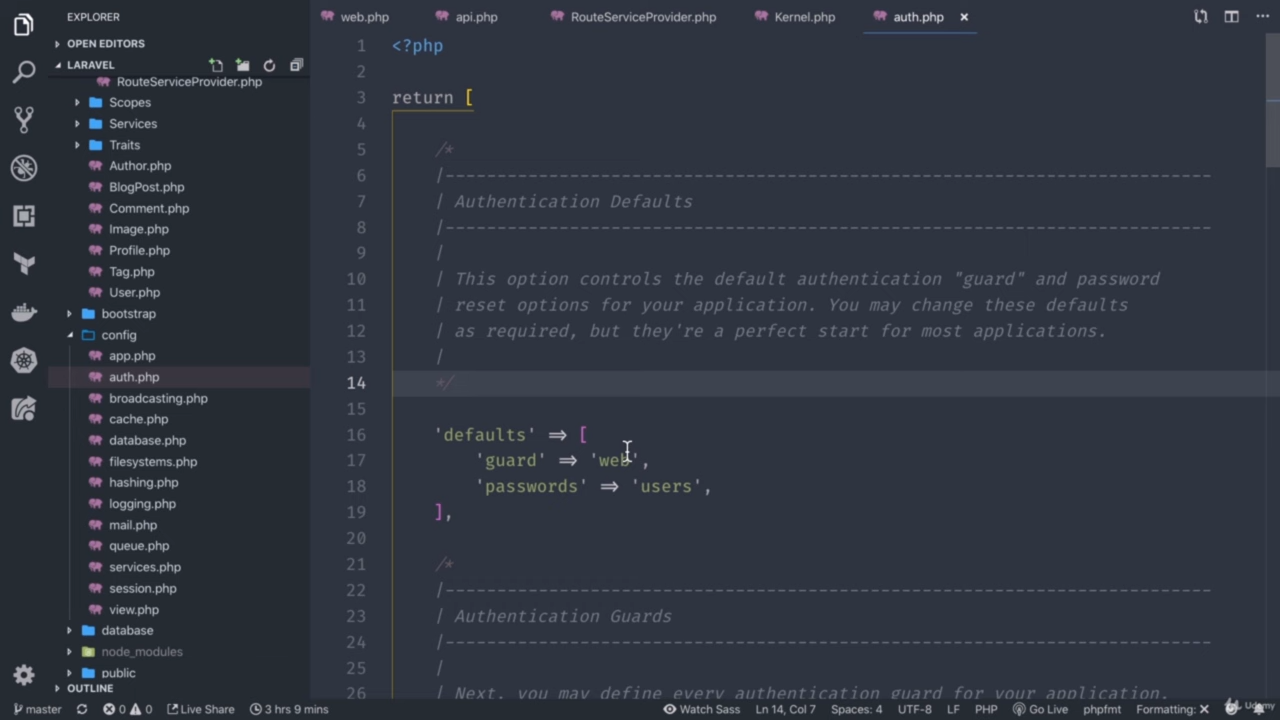 EXPLORER
web.php
api.php
RouteServiceProvider.php
Kernel.php
auth.php
OPEN EDITORS
LARAVEL
RouteServiceProvider.php
Scopes
Services
Traits
Author.php
BlogPost.php
Comment.php
Image.php
Profile.php
Tag.php
User.php
bootstrap
config
app.php
auth.php
broadcasting.php
cache.php
database.php
filesystems.php
hashing.php
logging.php
mail.php
queue.php
services.php
session.php
view.php
database
node_modules
public
OUTLINE
1 <?php
2
3 return [
4
5 /*
6 |--------------------------------------------------------------------------
7 | Authentication Defaults
8 |--------------------------------------------------------------------------
9 |
10 | This option controls the default authentication "guard" and password
11 | reset options for your application. You may change these defaults
12 | as required, but they're a perfect start for most applications.
13 |
14 */
15
16 'defaults' => [
17 'guard' => 'web',
18 'passwords' => 'users',
19 ],
20
21 /*
22 |--------------------------------------------------------------------------
23 | Authentication Guards
24 |--------------------------------------------------------------------------
25 |
26 | Next, you may define every authentication guard for your application.
master 0 0 Live Share 3 hrs 9 mins Watch Sass Ln 14, Col 7 Spaces: 4 UTF-8 LF PHP Go Live phpfmt Formatting: ✕
Udemy